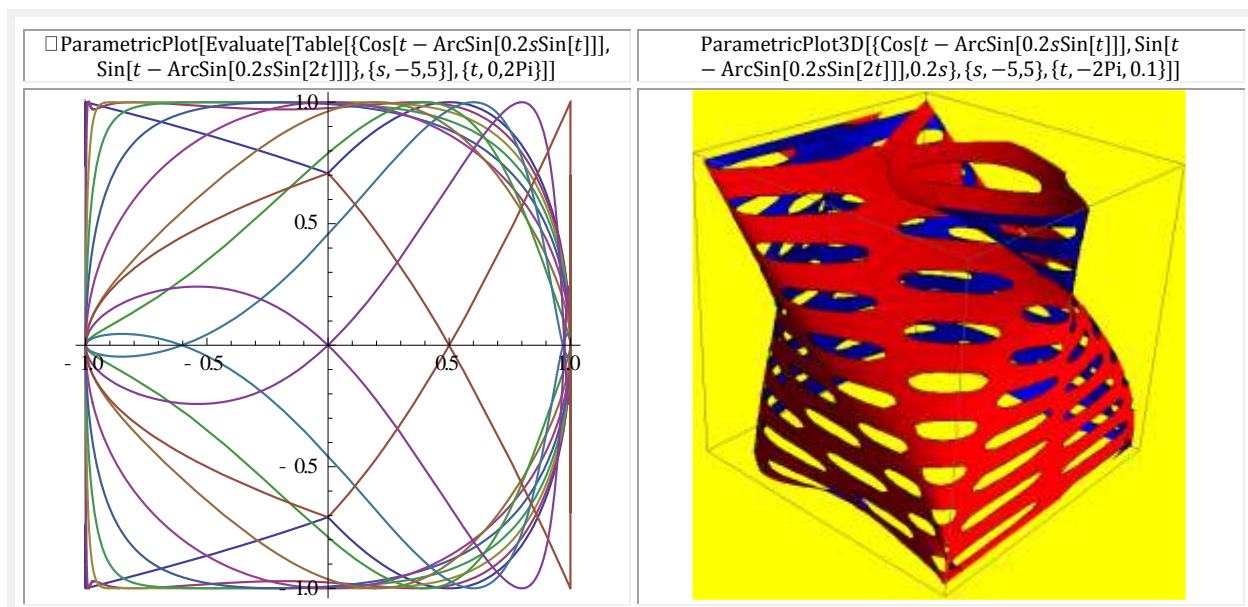 □ParametricPlot[Evaluate[Table[{Cos[t − ArcSin[0.2sSin[t]]],
Sin[t − ArcSin[0.2sSin[2t]]]},{s, −5,5}],{t, 0,2Pi}]]
ParametricPlot3D[{Cos[t − ArcSin[0.2sSin[t]]], Sin[t
− ArcSin[0.2sSin[2t]]],0.2s},{s, −5,5},{t, −2Pi, 0.1}]]
1.0
0.5
- 1.0
- 0.5
0.5
1.0
- 0.5
- 1.0